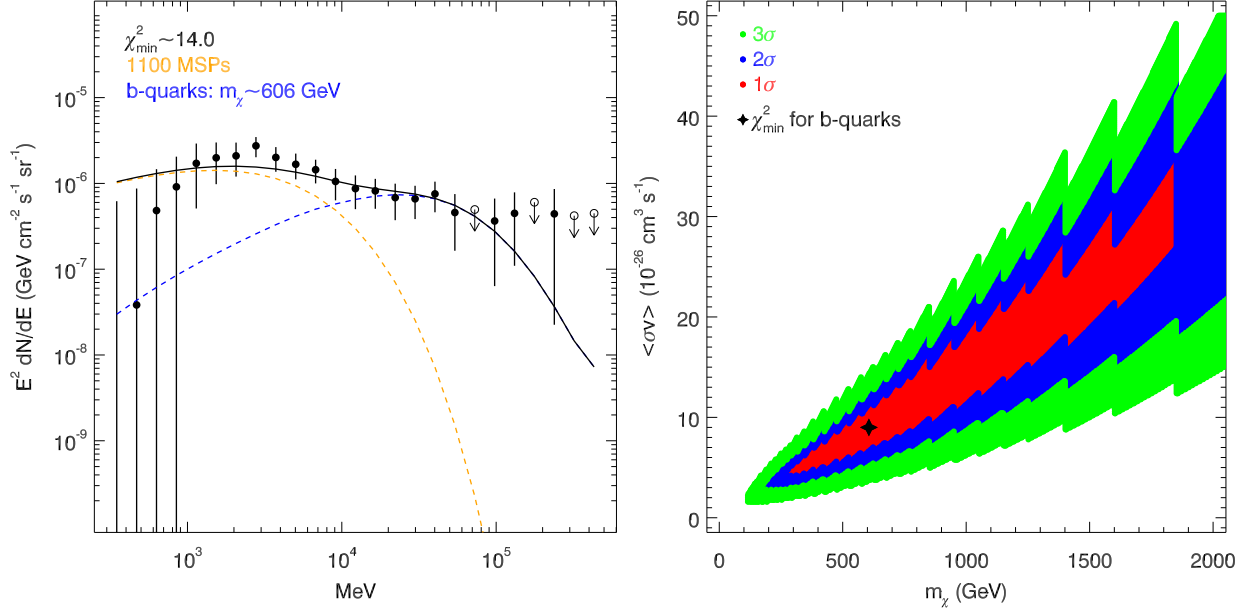 χ²min~14.0
1100 MSPs
b-quarks: mχ~606 GeV
E² dN/dE (GeV cm⁻² s⁻¹ sr⁻¹)
10⁻⁵
10⁻⁶
10⁻⁷
10⁻⁸
10⁻⁹
10³ 10⁴ 10⁵
MeV
3σ
2σ
1σ
χ²min for b-quarks
<σv> (10⁻²⁶ cm³ s⁻¹)
50
40
30
20
10
0
0 500 1000 1500 2000
mχ (GeV)